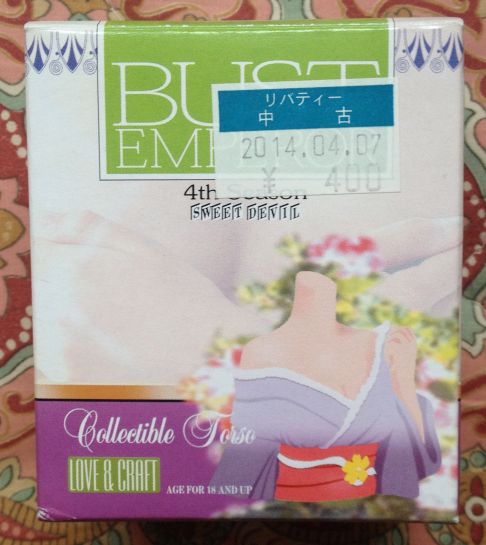 BUST
リバティー
中 古
2014.04.07
¥ 400
4th Season
SWEET DEVIL
Collectible Torso
LOVE & CRAFT
AGE FOR 18 AND UP